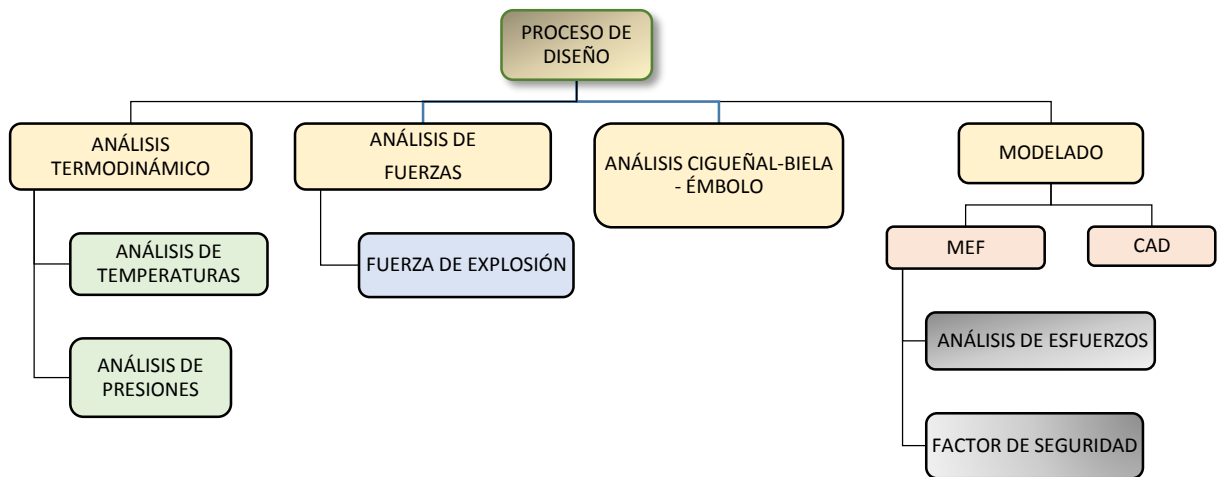 PROCESO DE
DISEÑO
ANÁLISIS
TERMODINÁMICO
ANÁLISIS DE
FUERZAS
ANÁLISIS CIGUEÑAL-BIELA
- ÉMBOLO
MODELADO
ANÁLISIS DE
TEMPERATURAS
FUERZA DE EXPLOSIÓN
MEF
CAD
ANÁLISIS DE
PRESIONES
ANÁLISIS DE ESFUERZOS
FACTOR DE SEGURIDAD